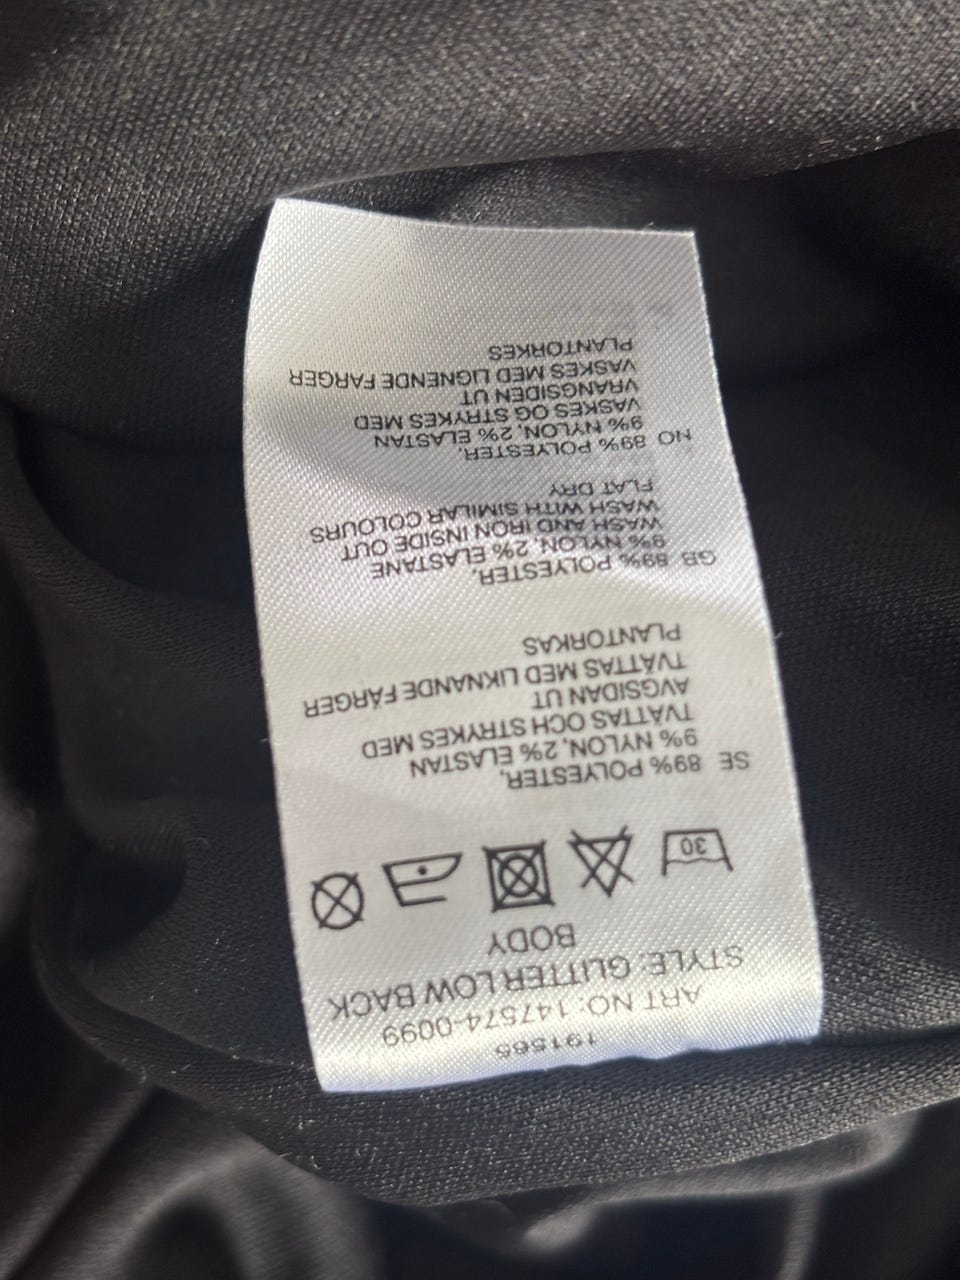 191565
ART NO: 147574-0099
STYLE: GLITTER LOW BACK
BODY
30
SE 89% POLYESTER,
9% NYLON, 2% ELASTAN
TVÄTTAS OCH STRYKES MED
AVGSIDAN UT
TVÄTTAS MED LIKNANDE FÄRGER
PLANTORKAS
GB 89% POLYESTER,
9% NYLON, 2% ELASTANE
WASH AND IRON INSIDE OUT
WASH WITH SIMILAR COLOURS
FLAT DRY
NO 89% POLYESTER,
9% NYLON, 2% ELASTAN
VASKES OG STRYKES MED
VRANGSIDEN UT
VASKES MED LIGNENDE FARGER
PLANTORKES